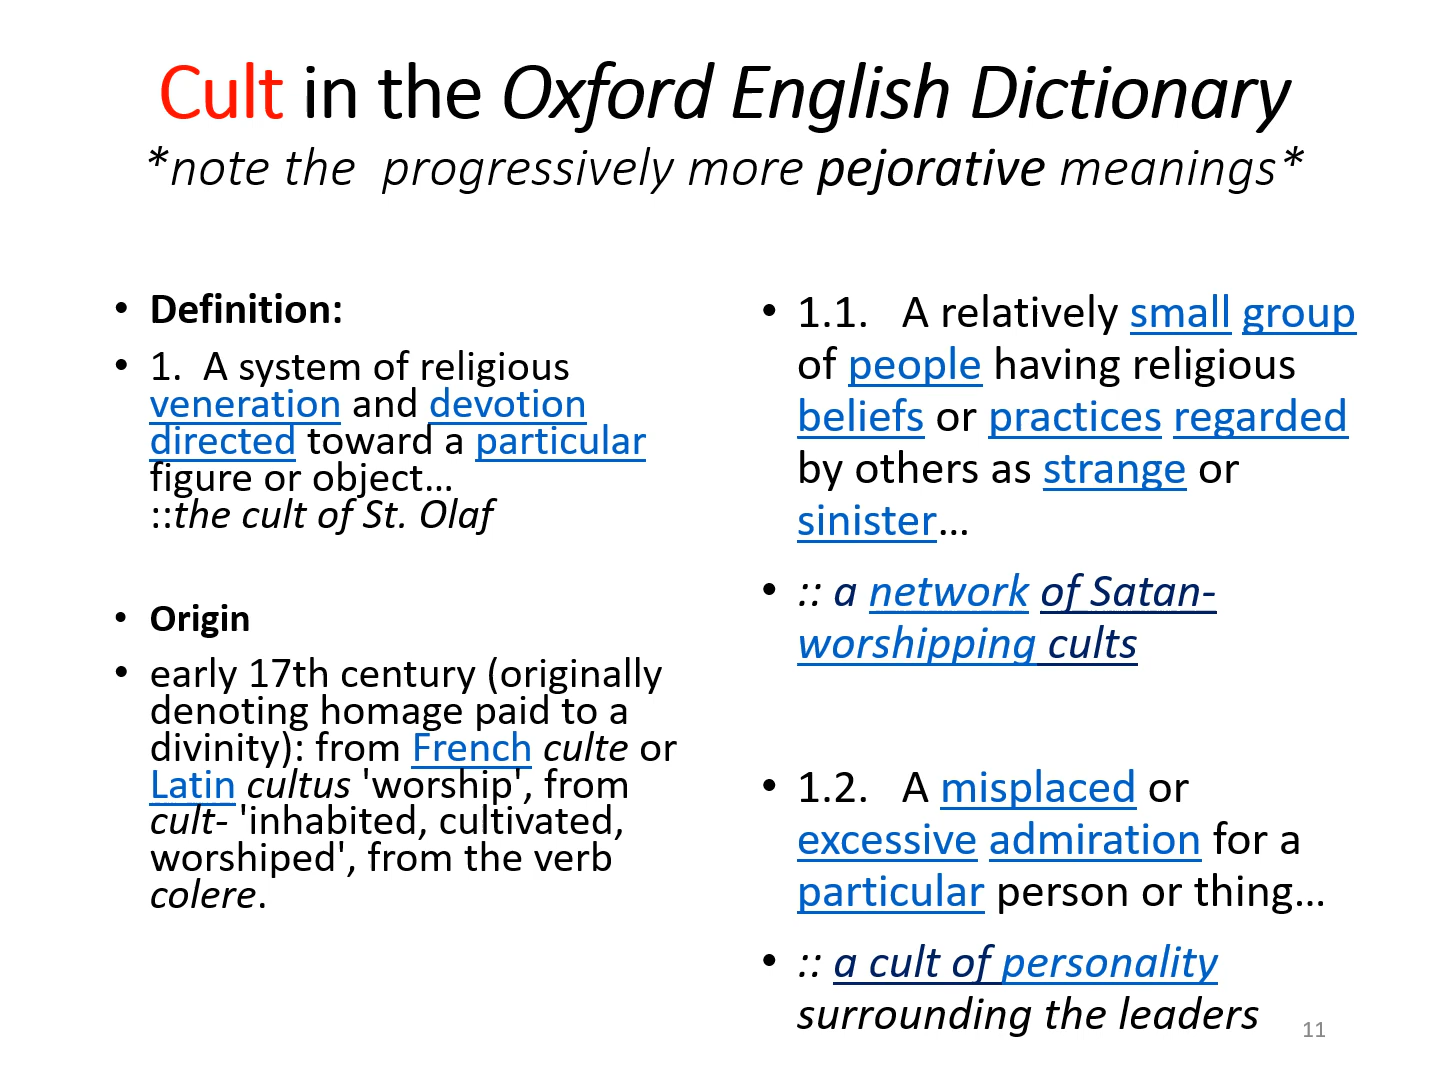 Cult in the Oxford English Dictionary
*note the  progressively more pejorative meanings*
• Definition:
• 1.  A system of religious
veneration and devotion
directed toward a particular
figure or object…
::the cult of St. Olaf
• Origin
• early 17th century (originally
denoting homage paid to a
divinity): from French culte or
Latin cultus 'worship', from
cult- 'inhabited, cultivated,
worshiped', from the verb
colere.
• 1.1.   A relatively small group
of people having religious
beliefs or practices regarded
by others as strange or
sinister…
• :: a network of Satan-
worshipping cults
• 1.2.   A misplaced or
excessive admiration for a
particular person or thing…
• :: a cult of personality
surrounding the leaders
11